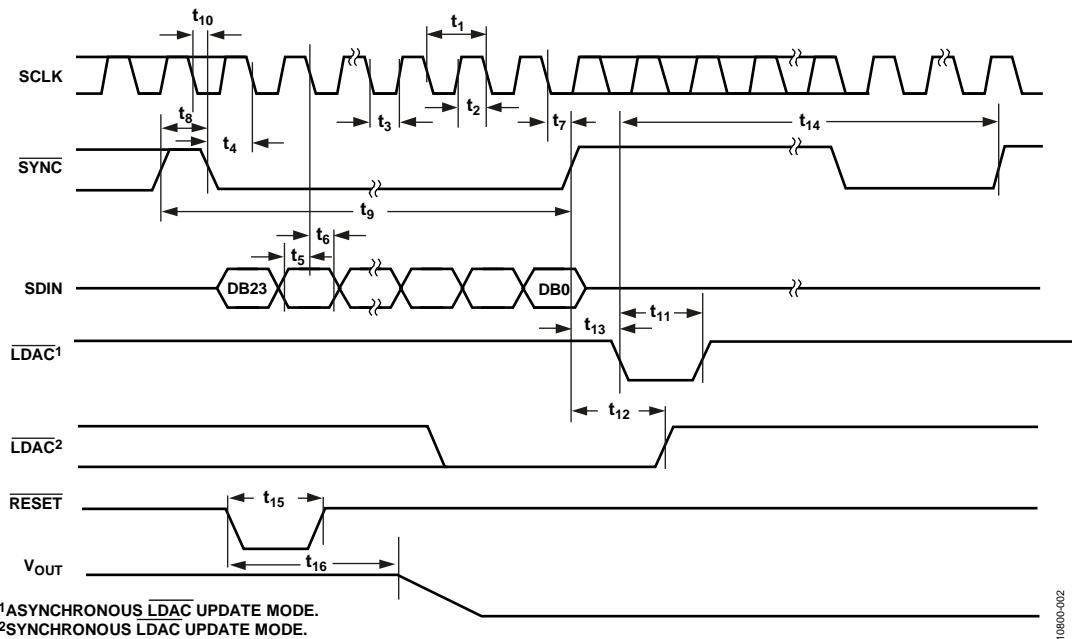 t10
t1
SCLK
t2
t3
t7
t8
t4
t14
SYNC
t9
t6
t5
SDIN
DB23
DB0
t13
t11
LDAC1
t12
LDAC2
RESET
t15
t16
VOUT
1ASYNCHRONOUS LDAC UPDATE MODE.
2SYNCHRONOUS LDAC UPDATE MODE.
10800-002